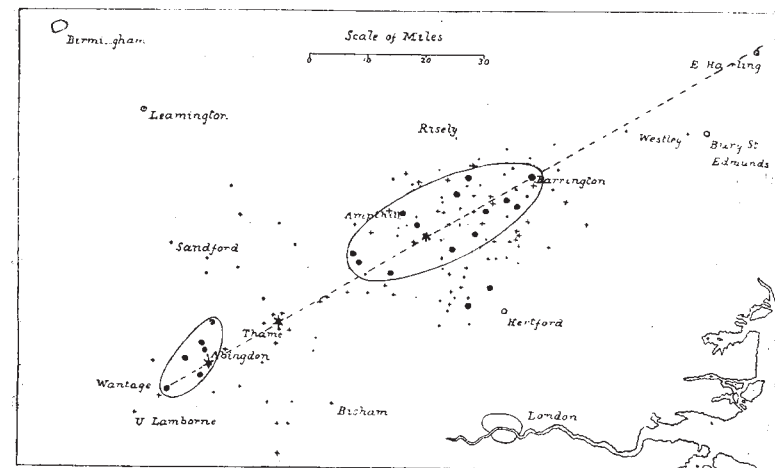 Birmingham
Scale of Miles
0 10 20 30
E Harling
Leamington
Risely
Westley
Bury St
Edmunds
Barrington
Ampthill
Sandford
Hertford
Thame
Abingdon
Wantage
U Lamborne
Bisham
London